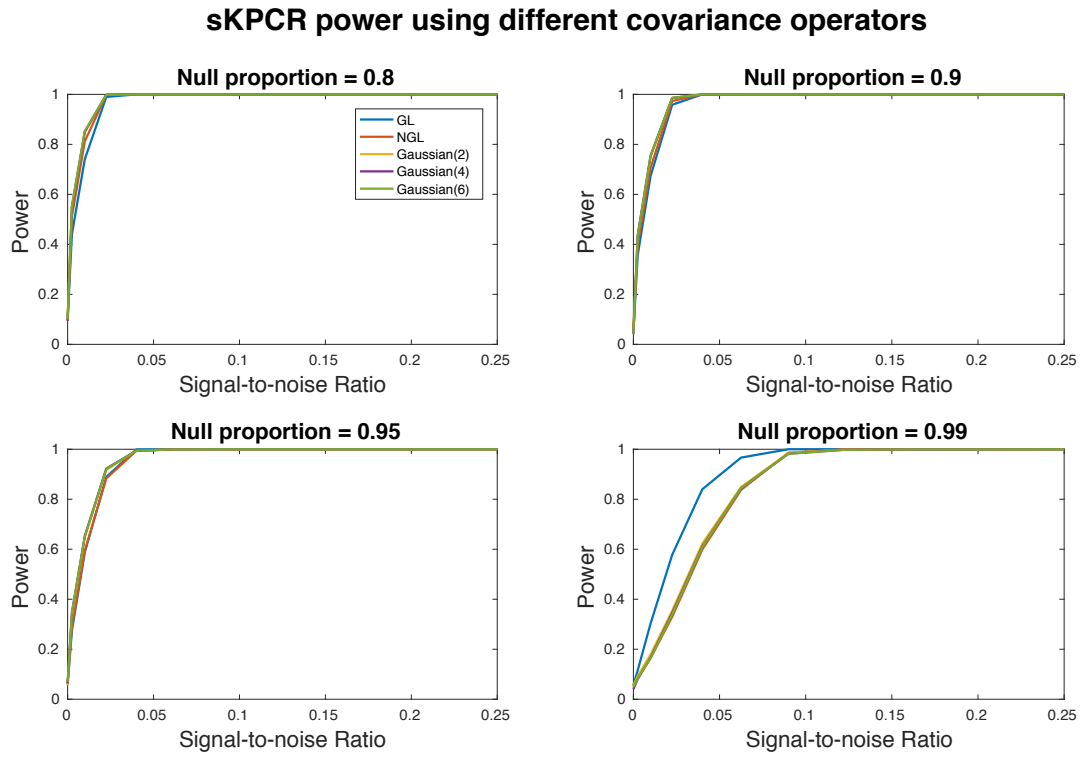 sKPCR power using different covariance operators
Null proportion = 0.8
1
0.8
0.6
0.4
0.2
0
Power
0
0.05
0.1
0.15
0.2
0.25
Signal-to-noise Ratio
GL
NGL
Gaussian(2)
Gaussian(4)
Gaussian(6)
Null proportion = 0.9
1
0.8
0.6
0.4
0.2
0
Power
0
0.05
0.1
0.15
0.2
0.25
Signal-to-noise Ratio
Null proportion = 0.95
1
0.8
0.6
0.4
0.2
0
Power
0
0.05
0.1
0.15
0.2
0.25
Signal-to-noise Ratio
Null proportion = 0.99
1
0.8
0.6
0.4
0.2
0
Power
0
0.05
0.1
0.15
0.2
0.25
Signal-to-noise Ratio